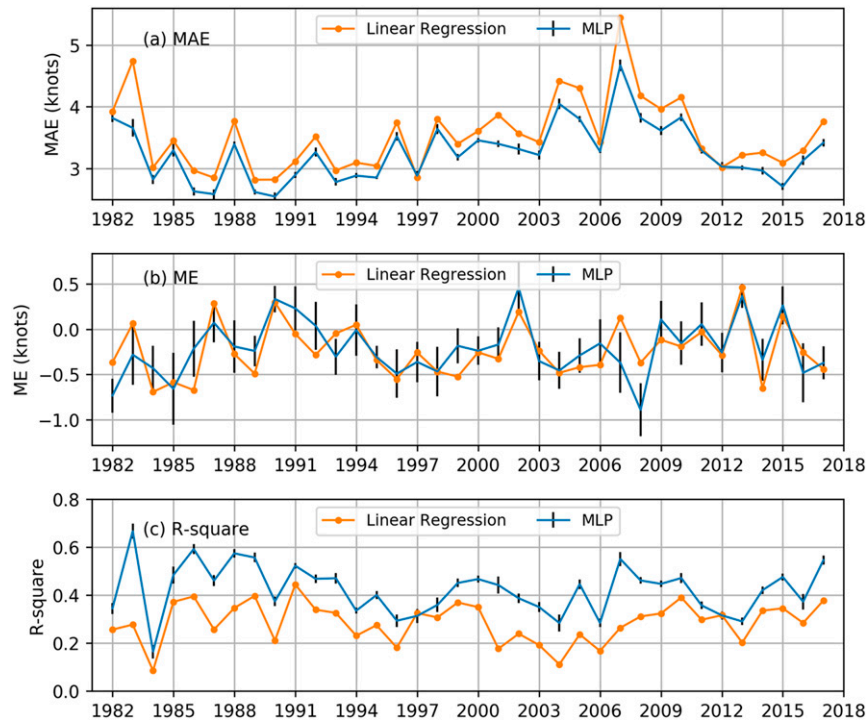 (a) MAE
Linear Regression MLP
MAE (knots)
5
4
3
1982 1985 1988 1991 1994 1997 2000 2003 2006 2009 2012 2015 2018
(b) ME
Linear Regression MLP
ME (knots)
0.5
0.0
−0.5
−1.0
1982 1985 1988 1991 1994 1997 2000 2003 2006 2009 2012 2015 2018
(c) R-square
Linear Regression MLP
R-square
0.8
0.6
0.4
0.2
0.0
1982 1985 1988 1991 1994 1997 2000 2003 2006 2009 2012 2015 2018